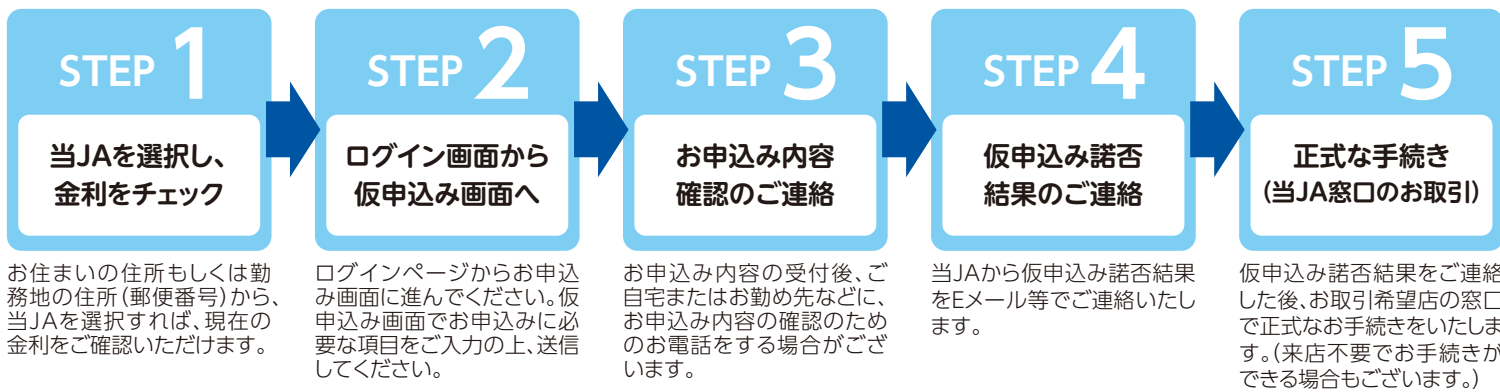 STEP 1
当JAを選択し、
金利をチェック
お住まいの住所もしくは勤
務地の住所(郵便番号)から、
当JAを選択すれば、現在の
金利をご確認いただけます。
STEP 2
ログイン画面から
仮申込み画面へ
ログインページからお申込
み画面に進んでください。仮
申込み画面でお申込みに必
要な項目をご入力の上、送信
してください。
STEP 3
お申込み内容
確認のご連絡
お申込み内容の受付後、ご
自宅またはお勤め先などに、
お申込み内容の確認のため
のお電話をする場合がござ
います。
STEP 4
仮申込み諾否
結果のご連絡
当JAから仮申込み諾否結果
をEメール等でご連絡いたし
ます。
STEP 5
正式な手続き
(当JA窓口のお取引)
仮申込み諾否結果をご連絡
した後、お取引希望店の窓口
で正式なお手続きをいたしま
す。(来店不要でお手続きが
できる場合もございます。)